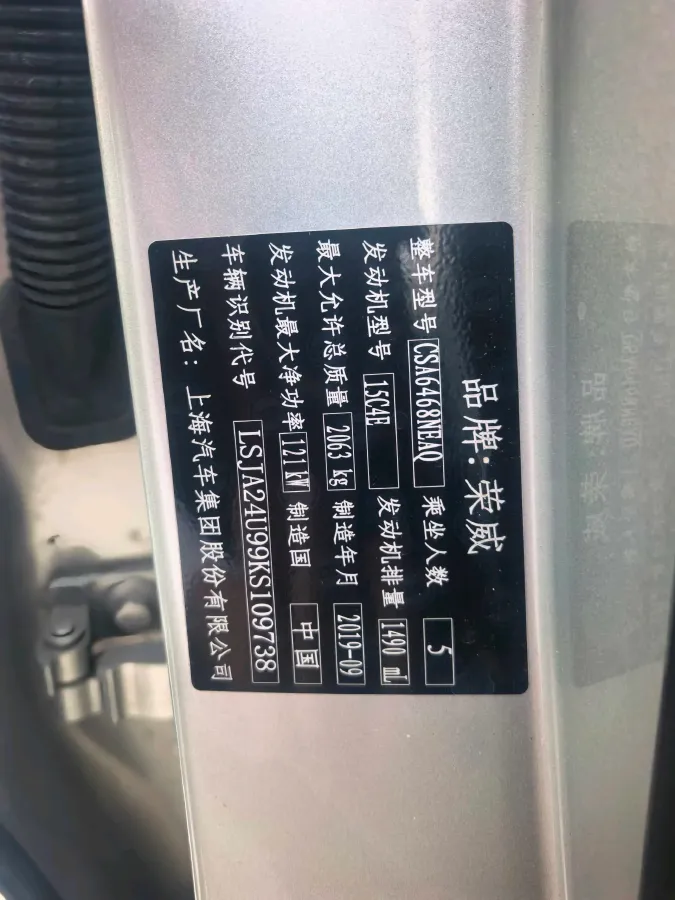 品牌:荣威
整车型号 CSA6468NEAQ 乘坐人数 5
发动机型号 15C4E 发动机排量 1490 mL
最大允许总质量 2063 kg 制造年月 2019-09
发动机最大净功率 121 kW 制造国 中国
车辆识别代号 LSJA24U99KS109738
生产厂名:上海汽车集团股份有限公司